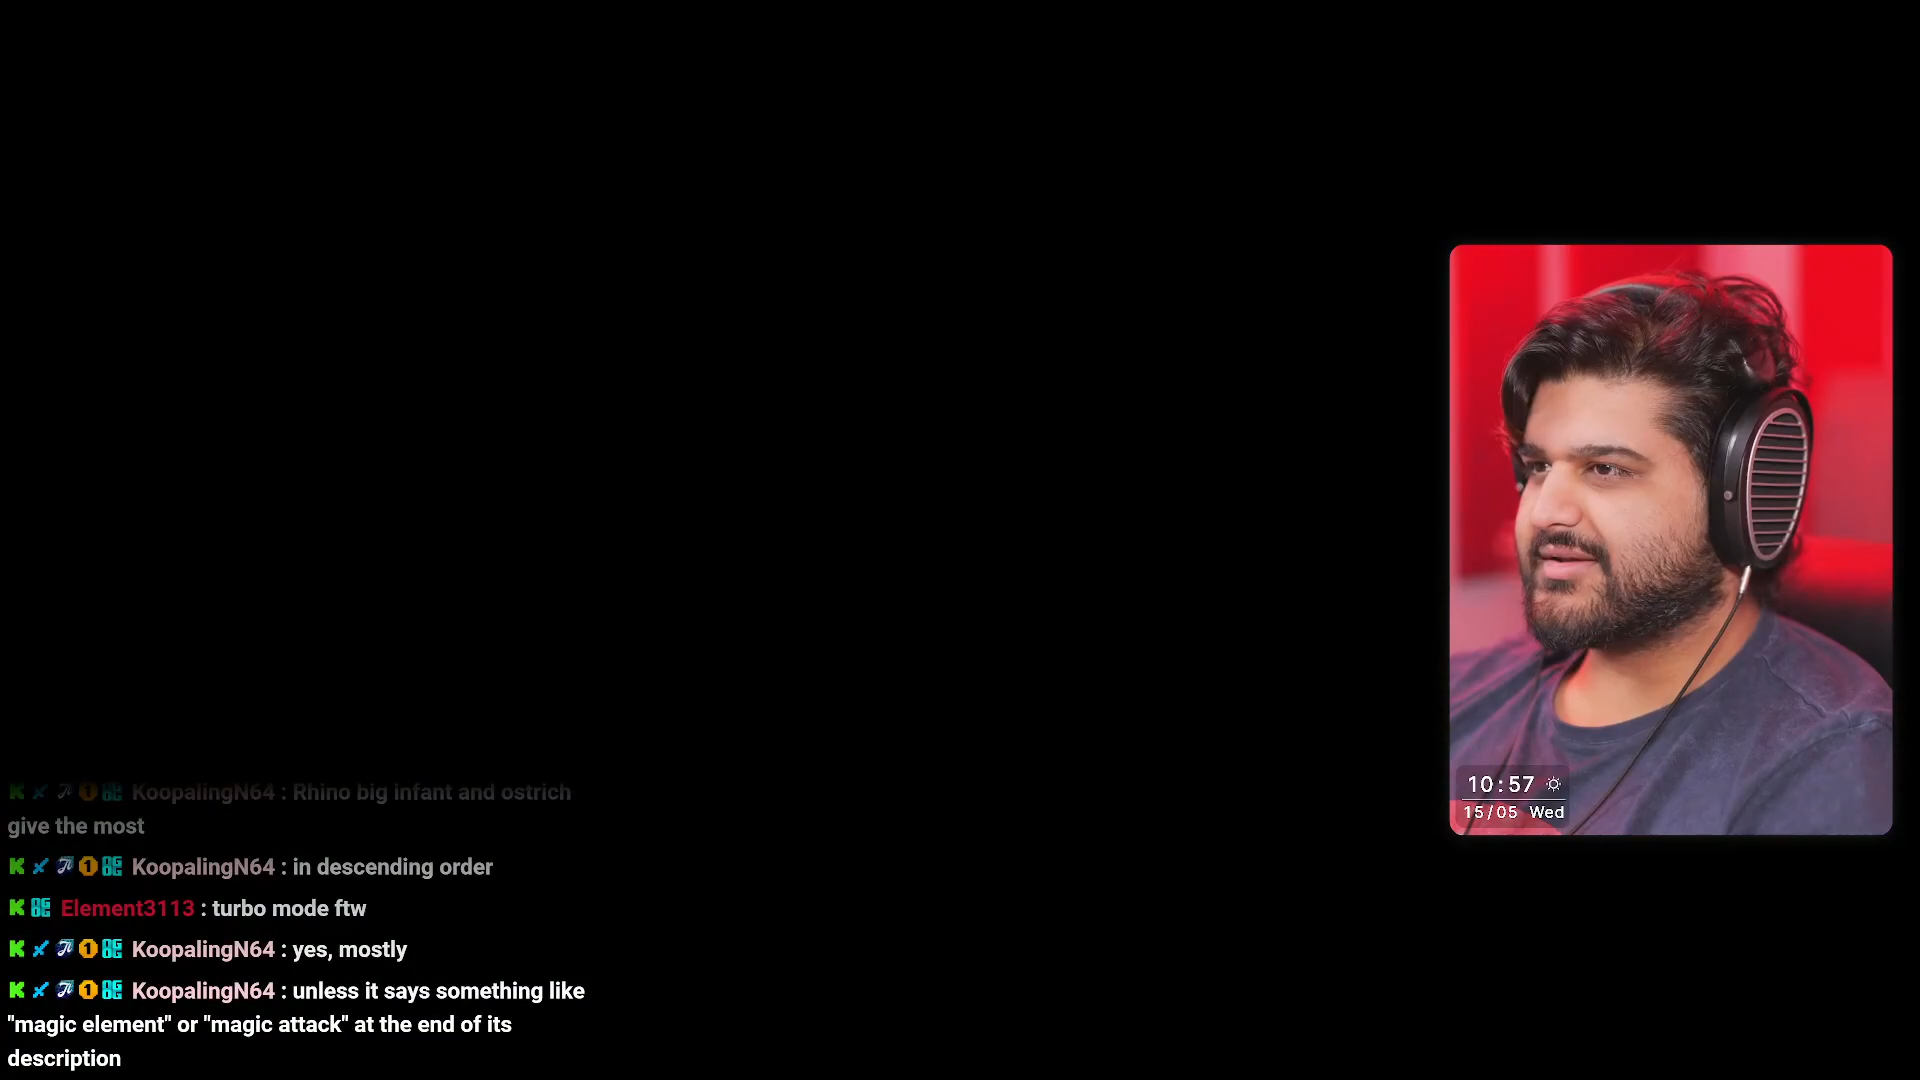 KoopalingN64 : Rhino big infant and ostrich
give the most
KoopalingN64 : in descending order
Element3113 : turbo mode ftw
KoopalingN64 : yes, mostly
KoopalingN64 : unless it says something like
"magic element" or "magic attack" at the end of its
description
10:57
15/05 Wed